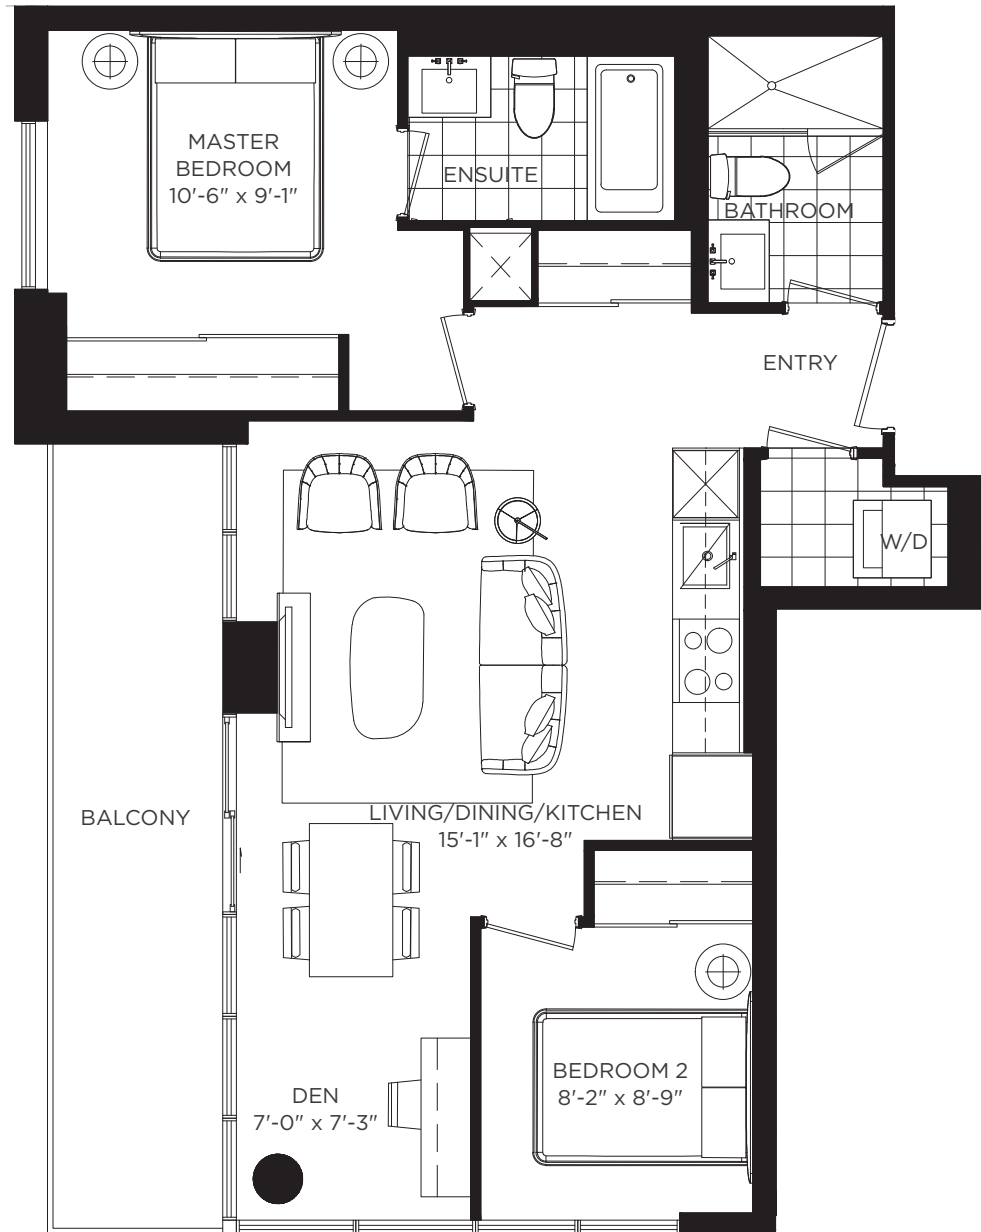 MASTER
BEDROOM
10'-6" x 9'-1"
ENSUITE
BATHROOM
ENTRY
W/D
BALCONY
LIVING/DINING/KITCHEN
15'-1" x 16'-8"
BEDROOM 2
8'-2" x 8'-9"
DEN
7'-0" x 7'-3"